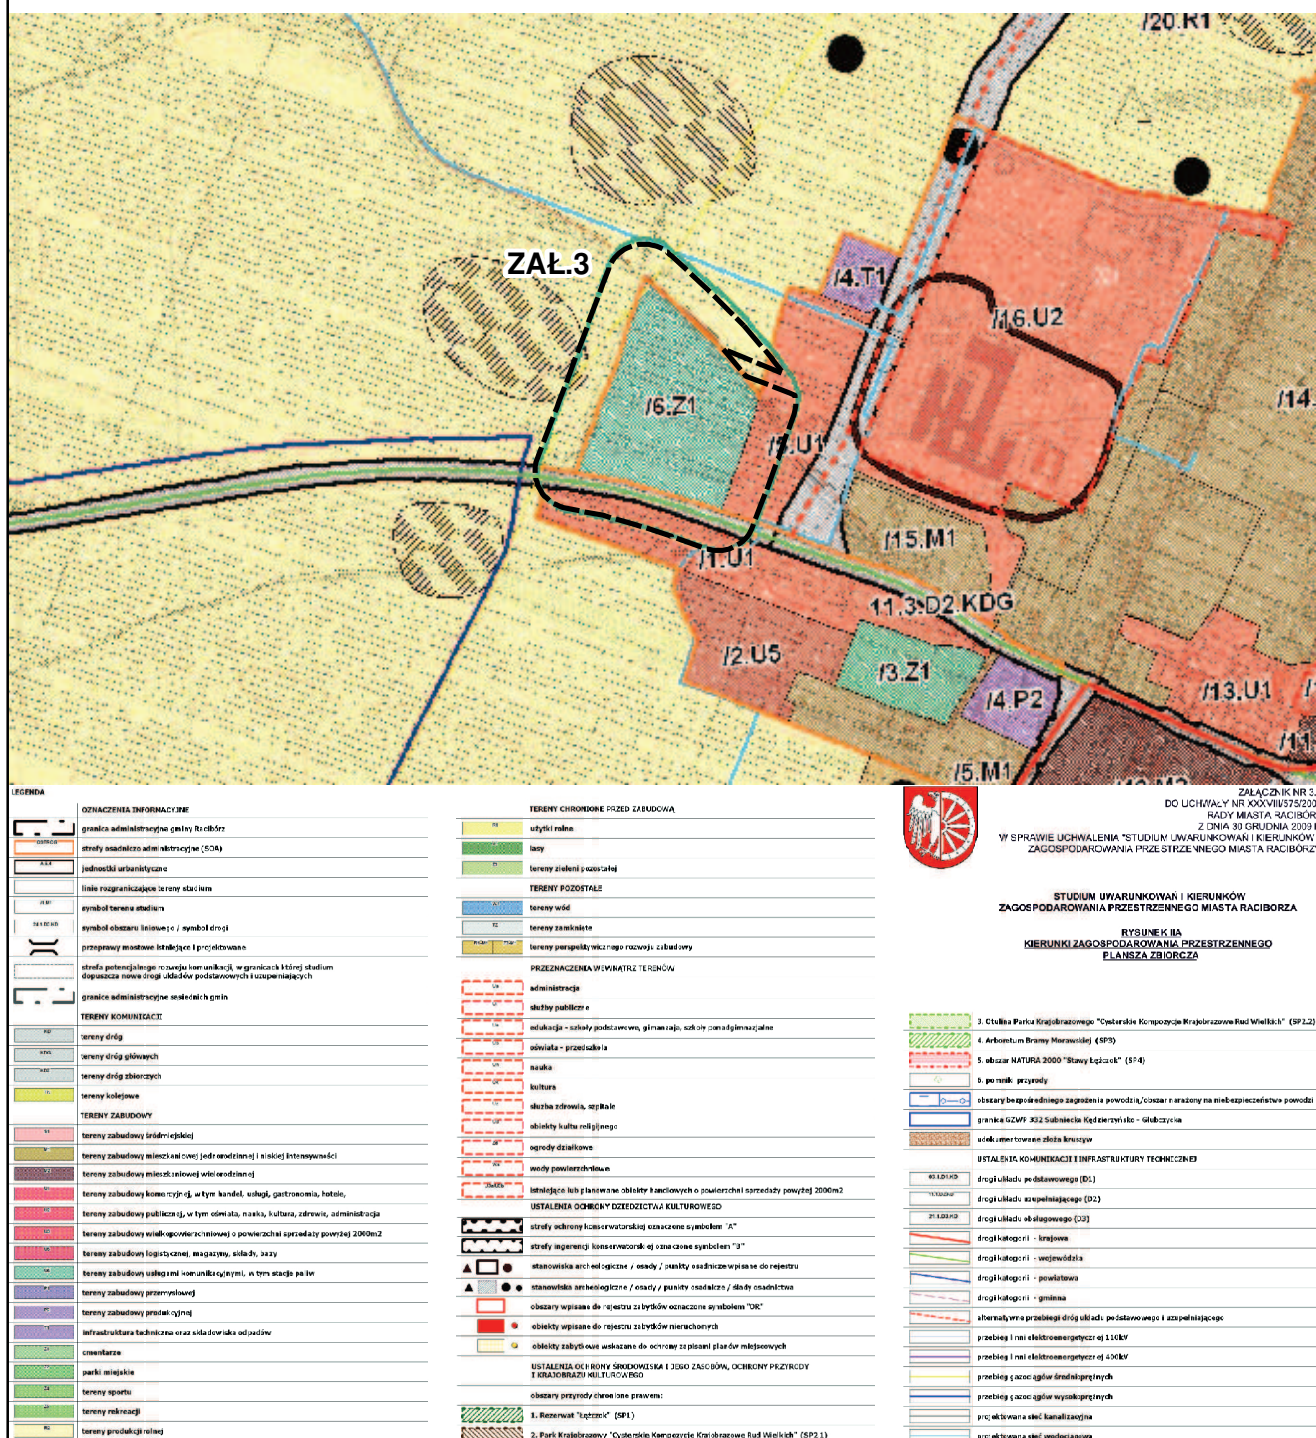 /20.R1
ZAŁ.3
/4.T1
/16.U2
/14.
/6.Z1
/5.U1
/15.M1
/1.U1
11.3.D2.KDG
/2.U5
/3.Z1
/4.P2
/13.U1
/11.
/5.M1
LEGENDA
OZNACZENIA INFORMACYJNE
granica administracyjna gminy Racibórz
strefy osadniczo administracyjne (SOA)
jednostki urbanistyczne
linie rozgraniczające tereny studium
symbol terenu studium
symbol obszaru liniowego / symbol drogi
przeprawy mostowe istniejące i projektowane
strefa potencjalnego rozwoju komunikacji, w granicach której studium
dopuszcza nowe drogi układów podstawowych i uzupełniających
granice administracyjne sąsiednich gmin
TERENY KOMUNIKACJI
tereny dróg
tereny dróg głównych
tereny dróg zbiorczych
tereny kolejowe
TERENY ZABUDOWY
tereny zabudowy śródmiejskiej
tereny zabudowy mieszkaniowej jednorodzinnej i niskiej intensywności
tereny zabudowy mieszkaniowej wielorodzinnej
tereny zabudowy komercyjnej, w tym handel, usługi, gastronomia, hotele,
tereny zabudowy publicznej, w tym oświata, nauka, kultura, zdrowie, administracja
tereny zabudowy wielkopowierzchniowej o powierzchni sprzedaży powyżej 2000m2
tereny zabudowy logistycznej, magazyny, składy, bazy
tereny zabudowy usługami komunikacyjnymi, w tym stacje paliw
tereny zabudowy przemysłowej
tereny zabudowy produkcyjnej
infrastruktura techniczna oraz składowiska odpadów
cmentarze
parki miejskie
tereny sportu
tereny rekreacji
tereny produkcji rolnej
TERENY CHRONIONE PRZED ZABUDOWĄ
użytki rolne
lasy
tereny zieleni pozostałej
TERENY POZOSTAŁE
tereny wód
tereny zamknięte
tereny perspektywicznego rozwoju zabudowy
PRZEZNACZENIA WEWNĄTRZ TERENÓW
administracja
służby publiczne
edukacja - szkoły podstawowe, gimnazja, szkoły ponadgimnazjalne
oświata - przedszkola
nauka
kultura
służba zdrowia, szpitale
obiekty kultu religijnego
ogrody działkowe
wody powierzchniowe
istniejące lub planowane obiekty handlowych o powierzchni sprzedaży powyżej 2000m2
USTALENIA OCHRONY DZIEDZICTWA KULTUROWEGO
strefy ochrony konserwatorskiej oznaczone symbolem "A"
strefy ingerencji konserwatorskiej oznaczone symbolem "B"
stanowiska archeologiczne / osady / punkty osadnicze wpisane do rejestru
stanowiska archeologiczne / osady / punkty osadnicze / ślady osadnictwa
obszary wpisane do rejestru zabytków oznaczone symbolem "OR"
obiekty wpisane do rejestru zabytków nieruchomych
obiekty zabytkowe wskazane do ochrony zapisami planów miejscowych
USTALENIA OCHRONY ŚRODOWISKA I JEGO ZASOBÓW, OCHRONY PRZYRODY
I KRAJOBRAZU KULTUROWEGO
obszary przyrody chronione prawem:
1. Rezerwat "Łężczok" (SP1)
2. Park Krajobrazowy "Cysterskie Kompozycje Krajobrazowe Rud Wielkich" (SP2.1)
ZAŁĄCZNIK NR 3.
DO UCHWAŁY NR XXXVIII/575/200
RADY MIASTA RACIBÓR
Z DNIA 30 GRUDNIA 2009
W SPRAWIE UCHWALENIA "STUDIUM UWARUNKOWAŃ I KIERUNKÓW
ZAGOSPODAROWANIA PRZESTRZENNEGO MIASTA RACIBÓRZ"
STUDIUM UWARUNKOWAŃ I KIERUNKÓW
ZAGOSPODAROWANIA PRZESTRZENNEGO MIASTA RACIBORZA
RYSUNEK IIA
KIERUNKI ZAGOSPODAROWANIA PRZESTRZENNEGO
PLANSZA ZBIORCZA
3. Otulina Parku Krajobrazowego "Cysterskie Kompozycje Krajobrazowe Rud Wielkich" (SP2.2)
4. Arboretum Bramy Morawskiej (SP3)
5. obszar NATURA 2000 "Stawy Łężczok" (SP4)
6. pomnik przyrody
obszary bezpośredniego zagrożenia powodzią/obszar narażony na niebezpieczeństwo powodzi
granica GZWP 332 Subniecka Kędzierzyńsko - Głubczycka
udokumentowane złoża kruszyw
USTALENIA KOMUNIKACJI I INFRASTRUKTURY TECHNICZNEJ
drogi układu podstawowego (D1)
drogi układu uzupełniającego (D2)
drogi układu obsługowego (D3)
drogi kategorii - krajowa
drogi kategorii - wojewódzka
drogi kategorii - powiatowa
drogi kategorii - gminna
alternatywne przebiegi dróg układu podstawowego i uzupełniającego
przebieg linii elektroenergetycznej 110kV
przebieg linii elektroenergetycznej 400kV
przebieg gazociągów średnioprężnych
przebieg gazociągów wysokoprężnych
projektowana sieć kanalizacyjna
projektowana sieć wodociągowa